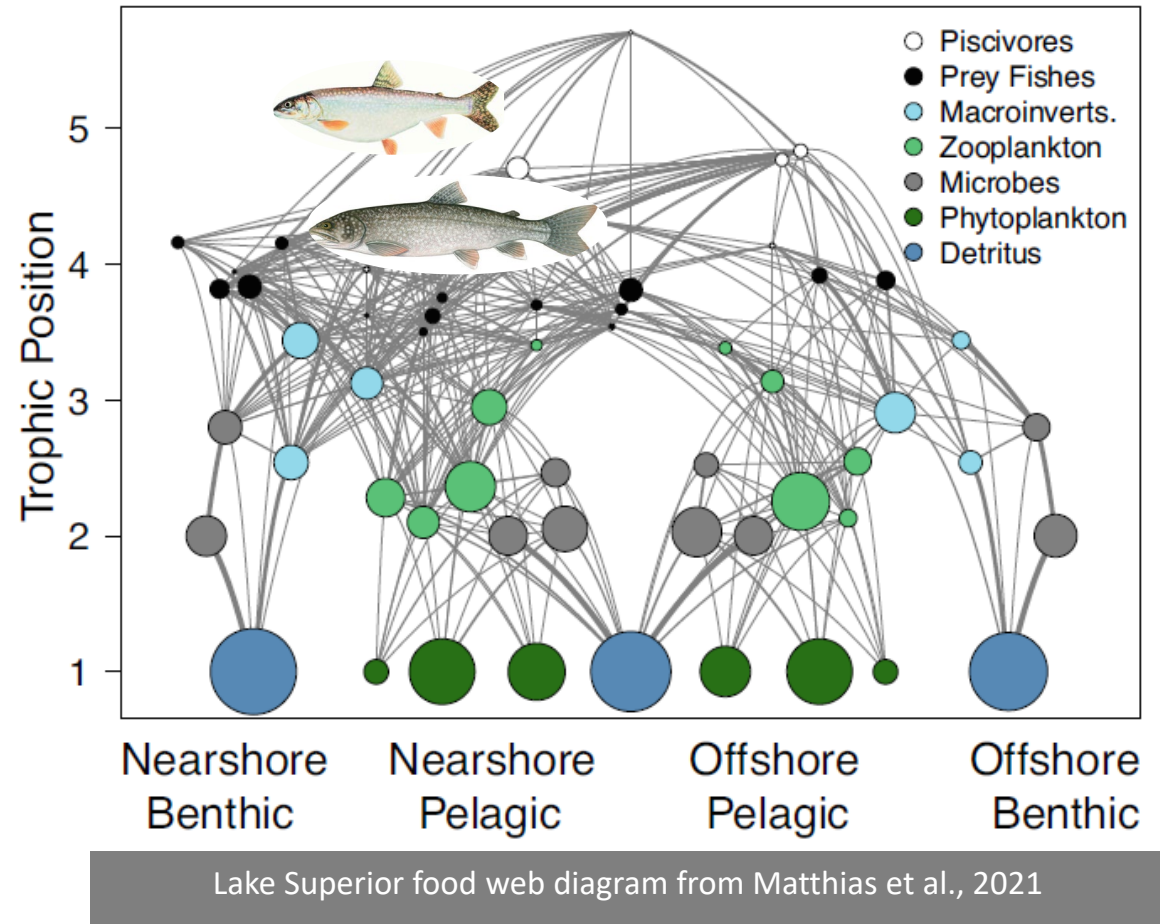 Piscivores
Prey Fishes
Macroinverts.
Zooplankton
Microbes
Phytoplankton
Detritus
Trophic Position
5
4
3
2
1
Nearshore
Benthic
Nearshore
Pelagic
Offshore
Pelagic
Offshore
Benthic
Lake Superior food web diagram from Matthias et al., 2021